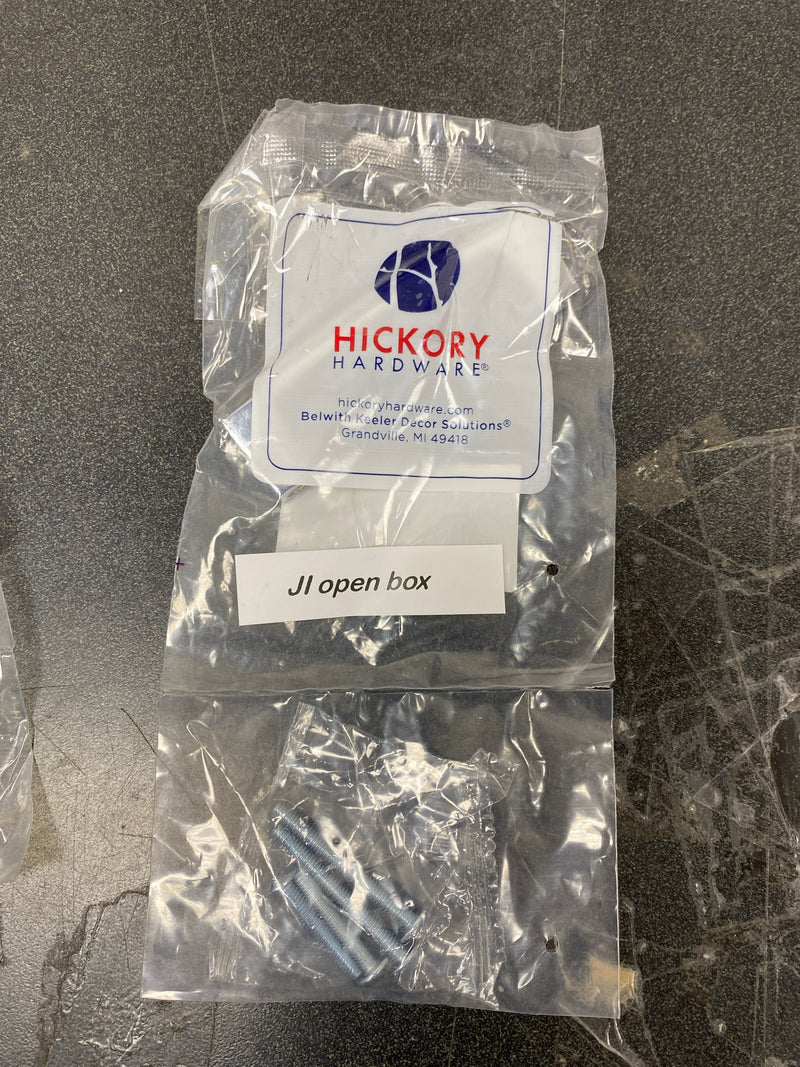 HICKORY
HARDWARE®
hickoryhardware.com
Belwith Keeler Decor Solutions®
Grandville, MI 49418
JI open box